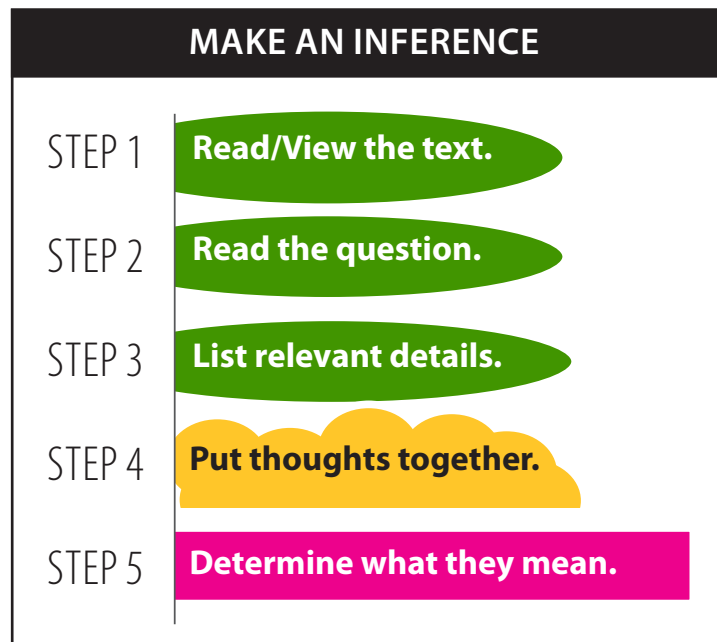 MAKE AN INFERENCE
STEP 1 Read/View the text.
STEP 2 Read the question.
STEP 3 List relevant details.
STEP 4 Put thoughts together.
STEP 5 Determine what they mean.